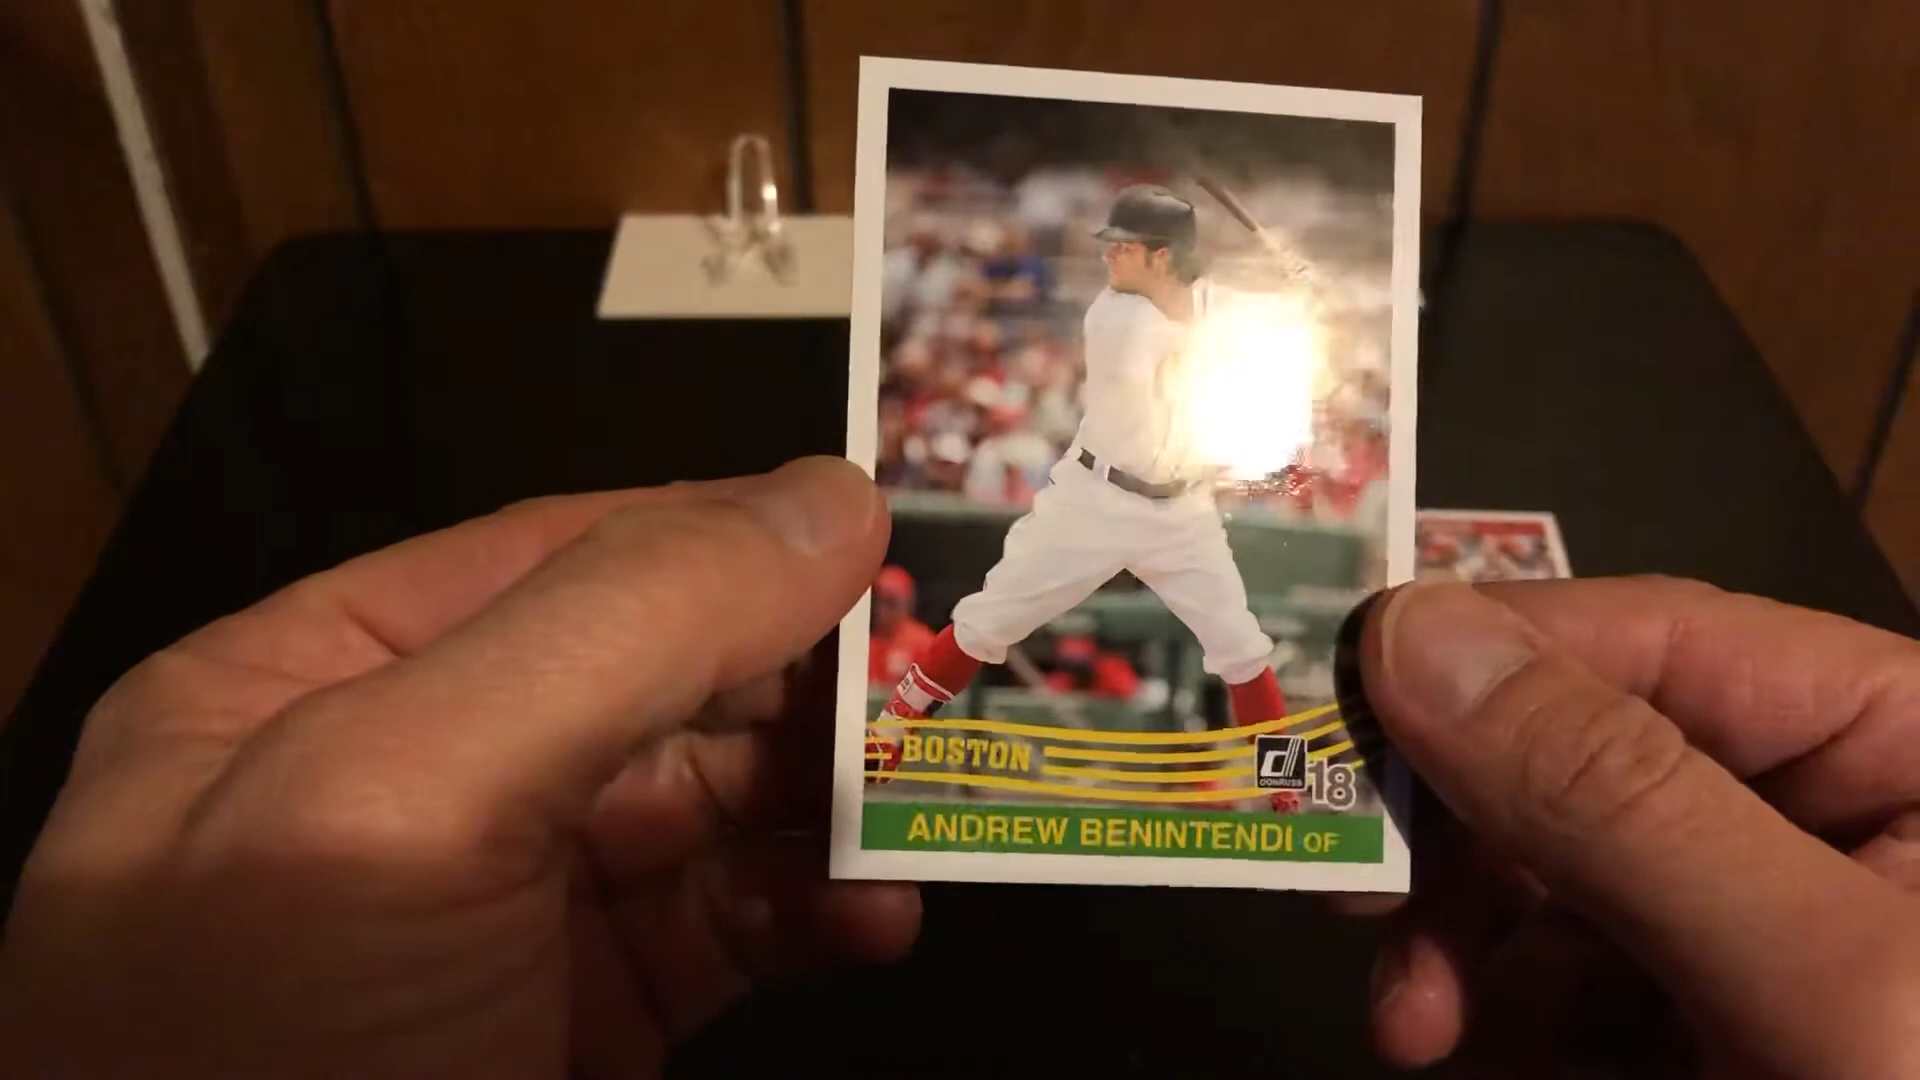 BOSTON
DONRUSS
18
ANDREW BENINTENDI OF